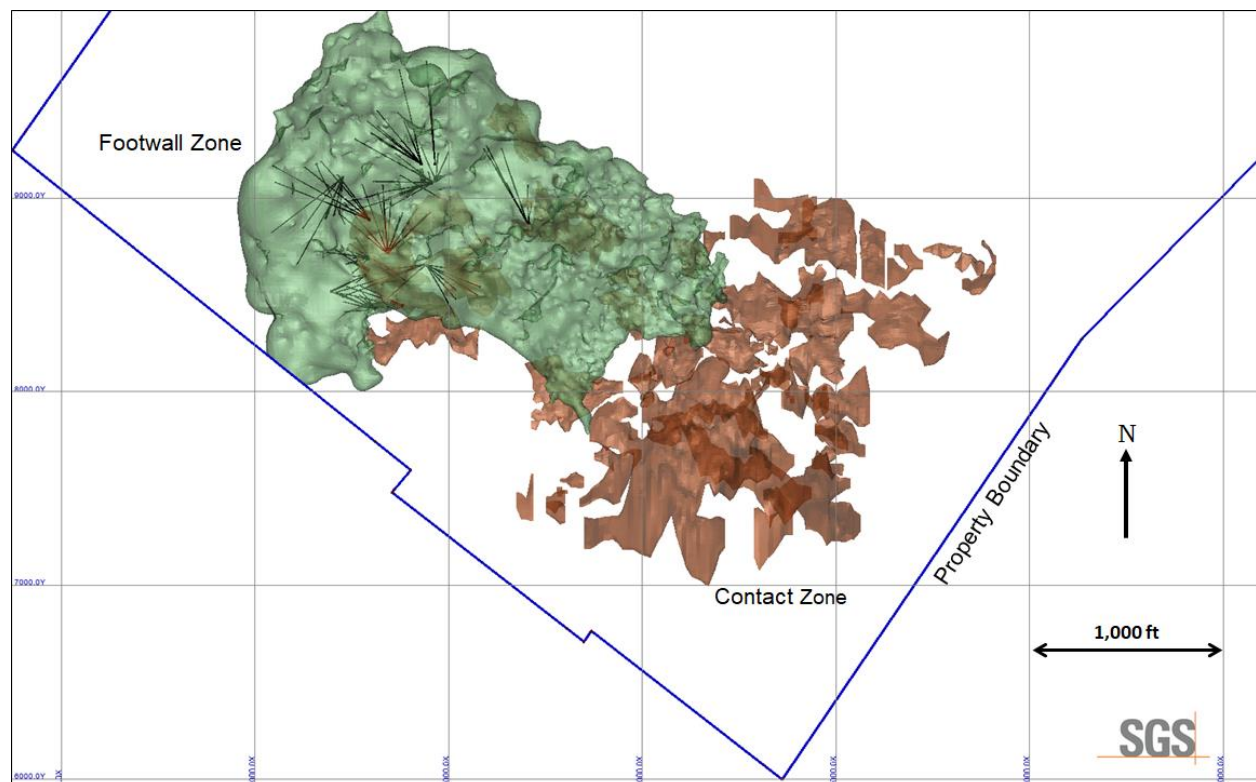 Footwall Zone
9000.0Y
8000.0Y
N
Property Boundary
7000.0Y
Contact Zone
1,000 ft
SGS
6000.0Y